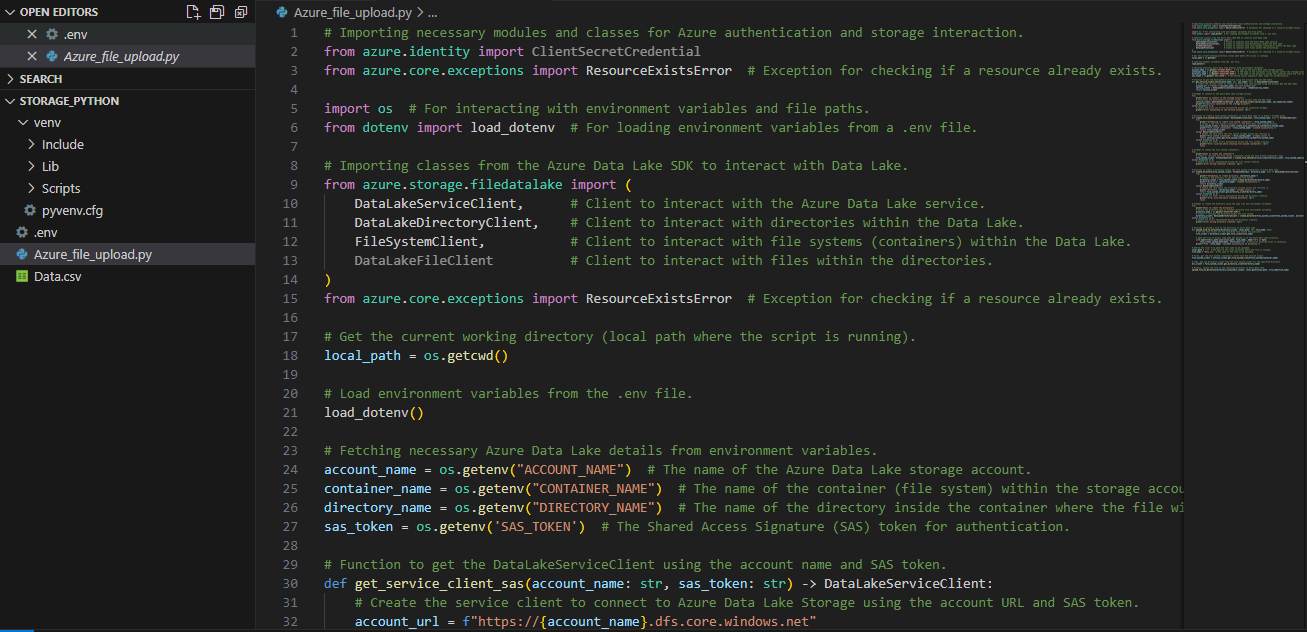 OPEN EDITORS
.env
Azure_file_upload.py
SEARCH
STORAGE_PYTHON
venv
Include
Lib
Scripts
pyvenv.cfg
.env
Azure_file_upload.py
Data.csv
Azure_file_upload.py > ...
1 # Importing necessary modules and classes for Azure authentication and storage interaction.
2 from azure.identity import ClientSecretCredential
3 from azure.core.exceptions import ResourceExistsError  # Exception for checking if a resource already exists.
4
5 import os  # For interacting with environment variables and file paths.
6 from dotenv import load_dotenv  # For loading environment variables from a .env file.
7
8 # Importing classes from the Azure Data Lake SDK to interact with Data Lake.
9 from azure.storage.filedatalake import (
10     DataLakeServiceClient,      # Client to interact with the Azure Data Lake service.
11     DataLakeDirectoryClient,    # Client to interact with directories within the Data Lake.
12     FileSystemClient,           # Client to interact with file systems (containers) within the Data Lake.
13     DataLakeFileClient          # Client to interact with files within the directories.
14 )
15 from azure.core.exceptions import ResourceExistsError  # Exception for checking if a resource already exists.
16
17 # Get the current working directory (local path where the script is running).
18 local_path = os.getcwd()
19
20 # Load environment variables from the .env file.
21 load_dotenv()
22
23 # Fetching necessary Azure Data Lake details from environment variables.
24 account_name = os.getenv("ACCOUNT_NAME")  # The name of the Azure Data Lake storage account.
25 container_name = os.getenv("CONTAINER_NAME")  # The name of the container (file system) within the storage accou
26 directory_name = os.getenv("DIRECTORY_NAME")  # The name of the directory inside the container where the file wi
27 sas_token = os.getenv('SAS_TOKEN')  # The Shared Access Signature (SAS) token for authentication.
28
29 # Function to get the DataLakeServiceClient using the account name and SAS token.
30 def get_service_client_sas(account_name: str, sas_token: str) -> DataLakeServiceClient:
31     # Create the service client to connect to Azure Data Lake Storage using the account URL and SAS token.
32     account_url = f"https://{account_name}.dfs.core.windows.net"